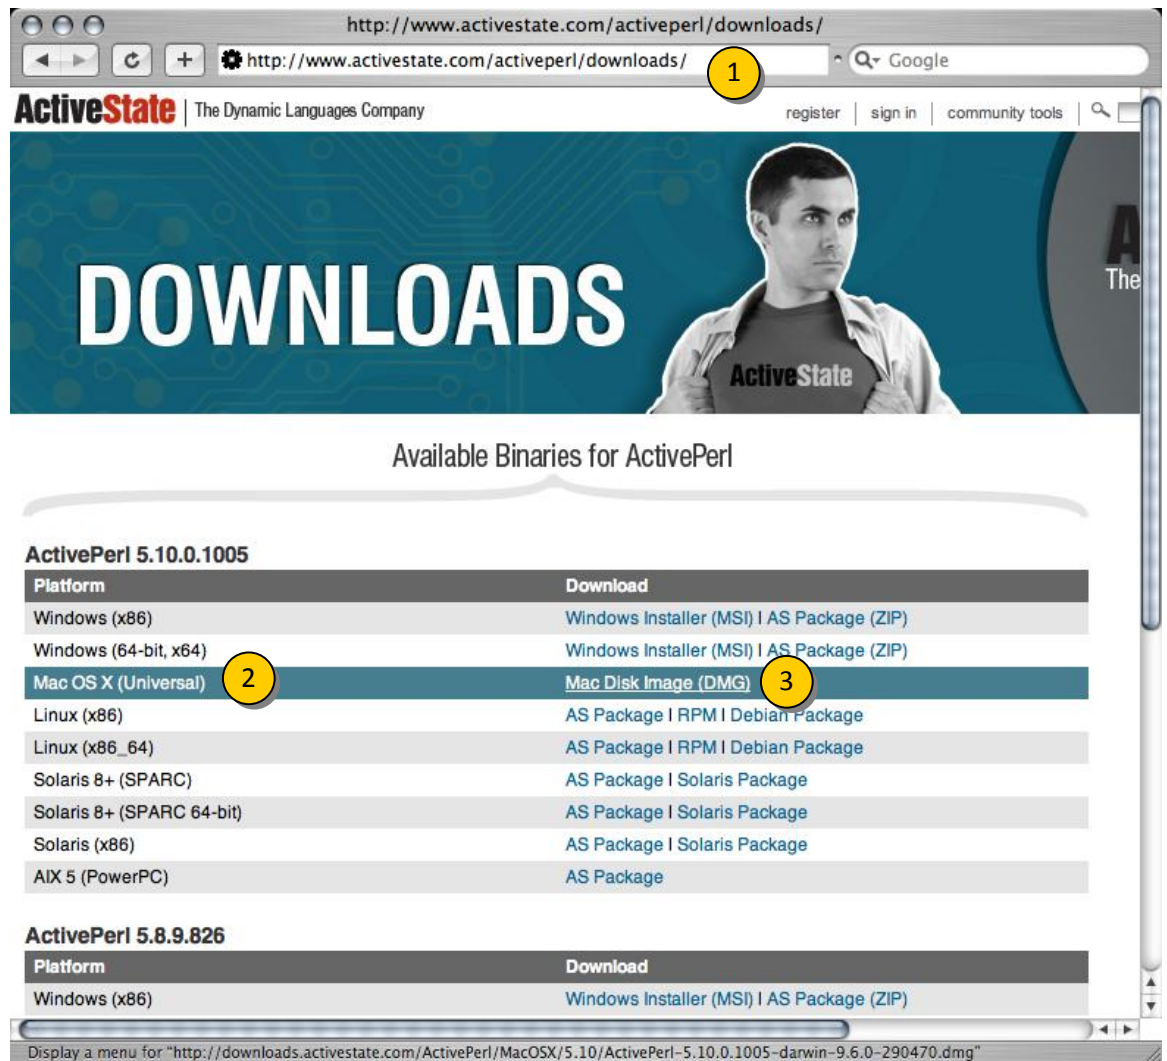 http://www.activestate.com/activeperl/downloads/
http://www.activestate.com/activeperl/downloads/
1
Google
ActiveState | The Dynamic Languages Company
register | sign in | community tools |
DOWNLOADS
ActiveState
A
The
Available Binaries for ActivePerl
ActivePerl 5.10.0.1005
Platform Download
Windows (x86) Windows Installer (MSI) | AS Package (ZIP)
Windows (64-bit, x64) Windows Installer (MSI) | AS Package (ZIP)
Mac OS X (Universal) 2 Mac Disk Image (DMG) 3
Linux (x86) AS Package | RPM | Debian Package
Linux (x86_64) AS Package | RPM | Debian Package
Solaris 8+ (SPARC) AS Package | Solaris Package
Solaris 8+ (SPARC 64-bit) AS Package | Solaris Package
Solaris (x86) AS Package | Solaris Package
AIX 5 (PowerPC) AS Package
ActivePerl 5.8.9.826
Platform Download
Windows (x86) Windows Installer (MSI) | AS Package (ZIP)
Display a menu for "http://downloads.activestate.com/ActivePerl/MacOSX/5.10/ActivePerl-5.10.0.1005-darwin-9.6.0-290470.dmg"